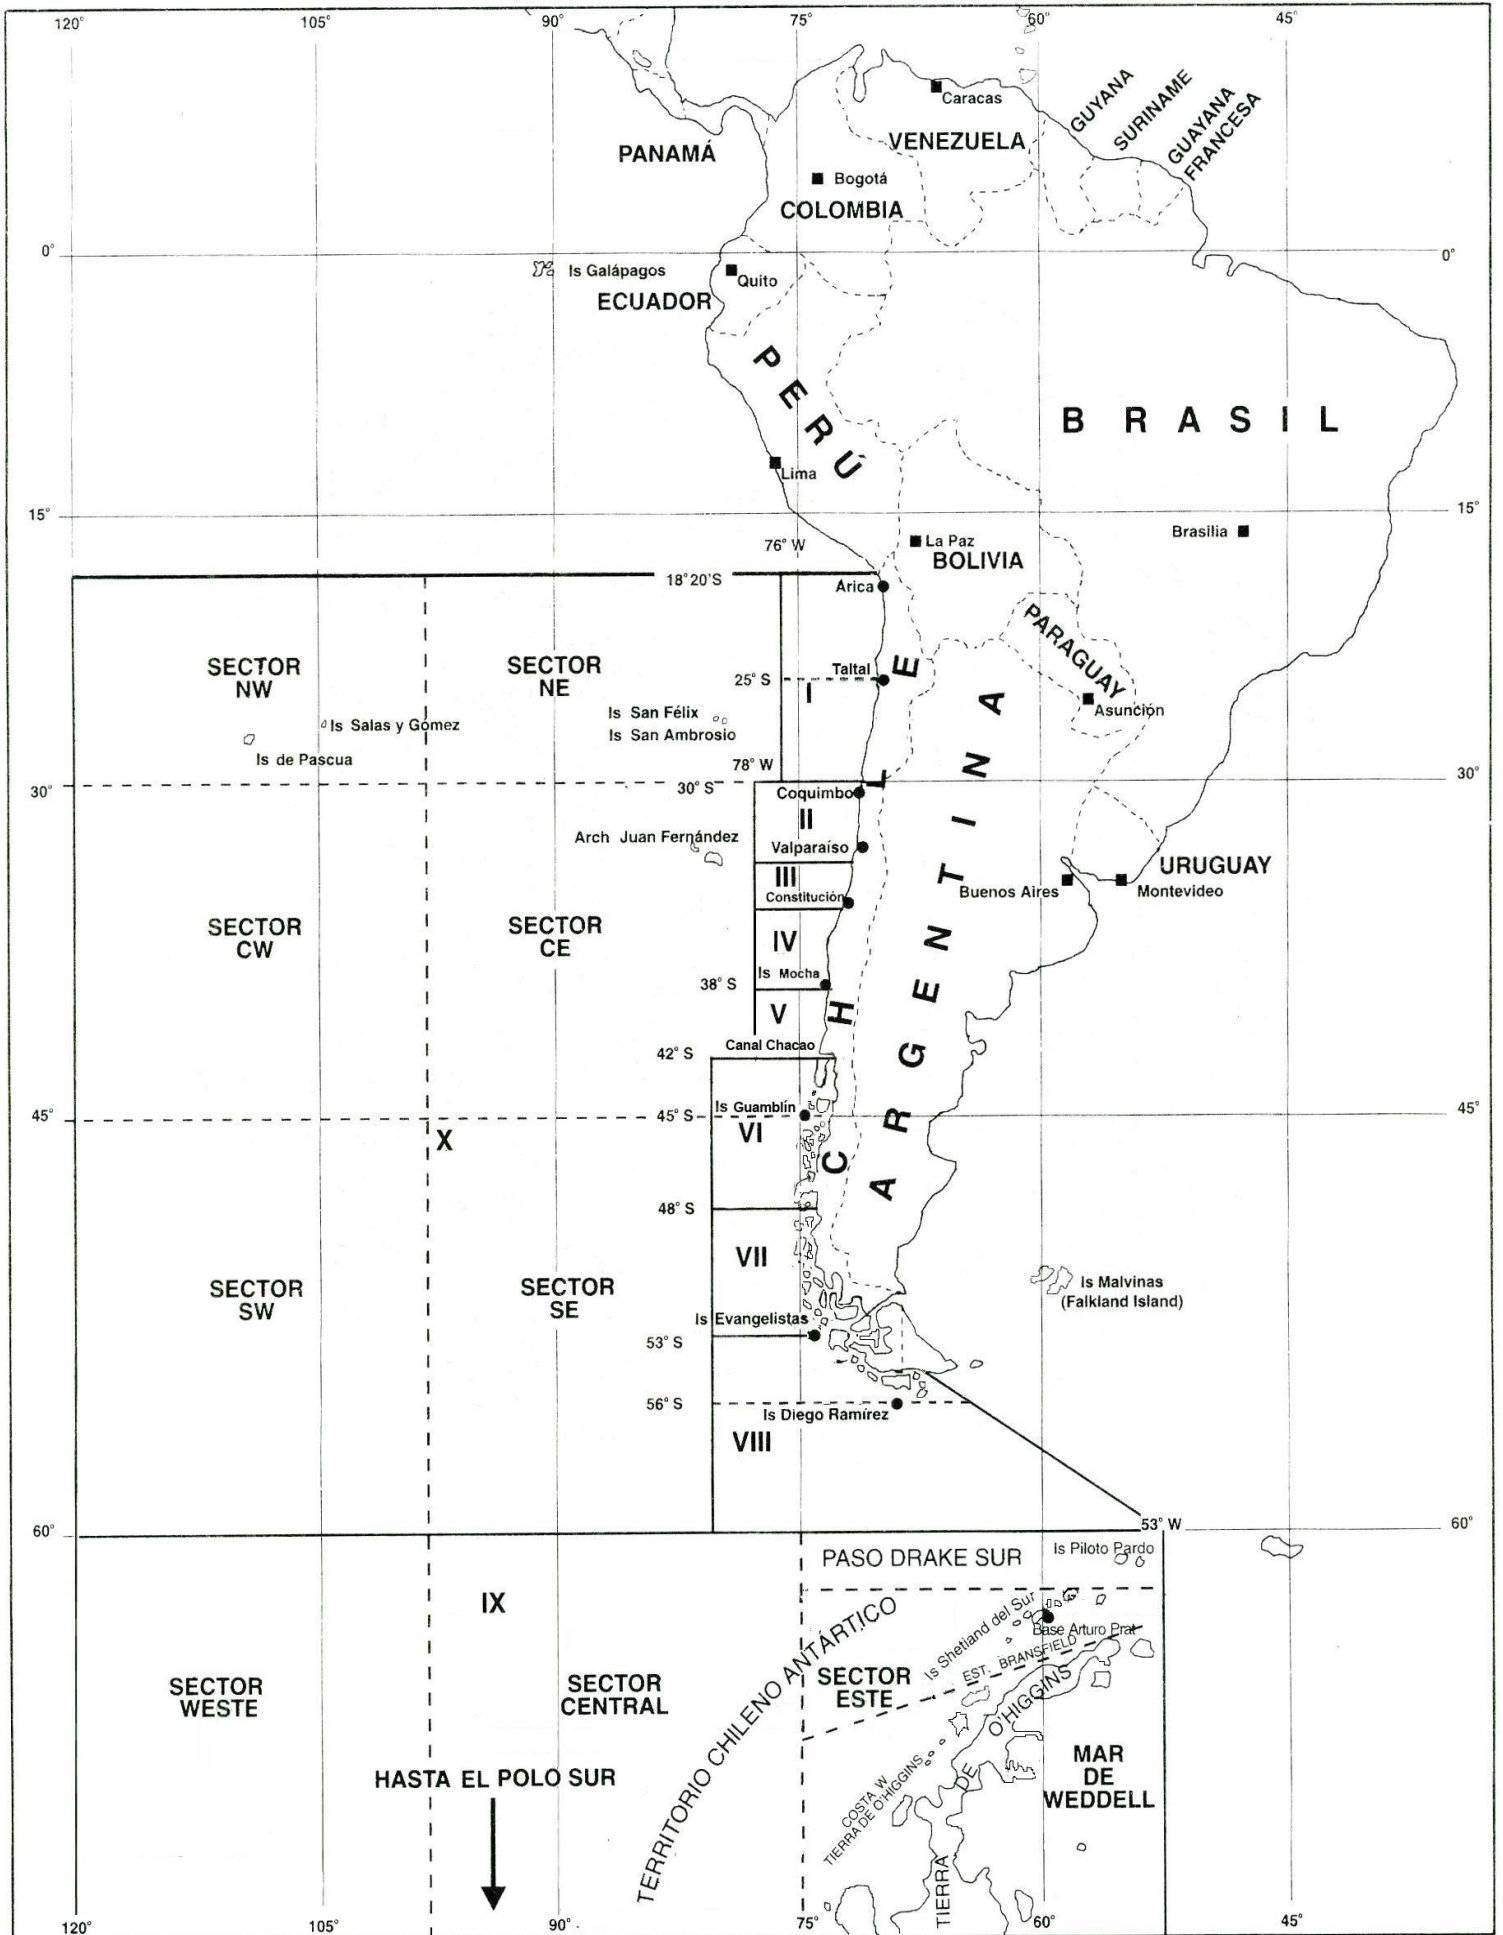 120° 105° 90° 75° 60° 45°
Caracas
GUYANA
SURINAME
GUAYANA
FRANCESA
PANAMÁ
VENEZUELA
Bogotá
COLOMBIA
0° 0°
Is Galápagos
Quito
ECUADOR
PERÚ
BRASIL
Lima
15° 15°
Brasilia
La Paz
76° W
BOLIVIA
18°20'S
Arica
PARAGUAY
SECTOR
NW
SECTOR
NE
Taltal
25° S
I
Asunción
Is San Félix
Is San Ambrosio
Is Salas y Gómez
Is de Pascua
78° W
30° 30°
30° S
Coquimbo
II
Arch Juan Fernández
Valparaíso
III
URUGUAY
Constitución
Buenos Aires
Montevideo
SECTOR
CW
SECTOR
CE
IV
Is Mocha
38° S
V
CHILE
ARGENTINA
Canal Chacao
42° S
Is Guamblín
45° 45°
45° S
VI
X
48° S
VII
SECTOR
SW
SECTOR
SE
Is Malvinas
(Falkland Island)
Is Evangelistas
53° S
56° S
Is Diego Ramírez
VIII
60° 60°
53° W
PASO DRAKE SUR
Is Piloto Pardo
IX
TERRITORIO CHILENO ANTÁRTICO
Is Shetland del Sur
Base Arturo Prat
EST. BRANSFIELD
SECTOR
WESTE
SECTOR
CENTRAL
SECTOR
ESTE
TIERRA DE O'HIGGINS
COSTA W
TIERRA DE O'HIGGINS
MAR
DE
WEDDELL
HASTA EL POLO SUR
120° 105° 90° 75° 60° 45°